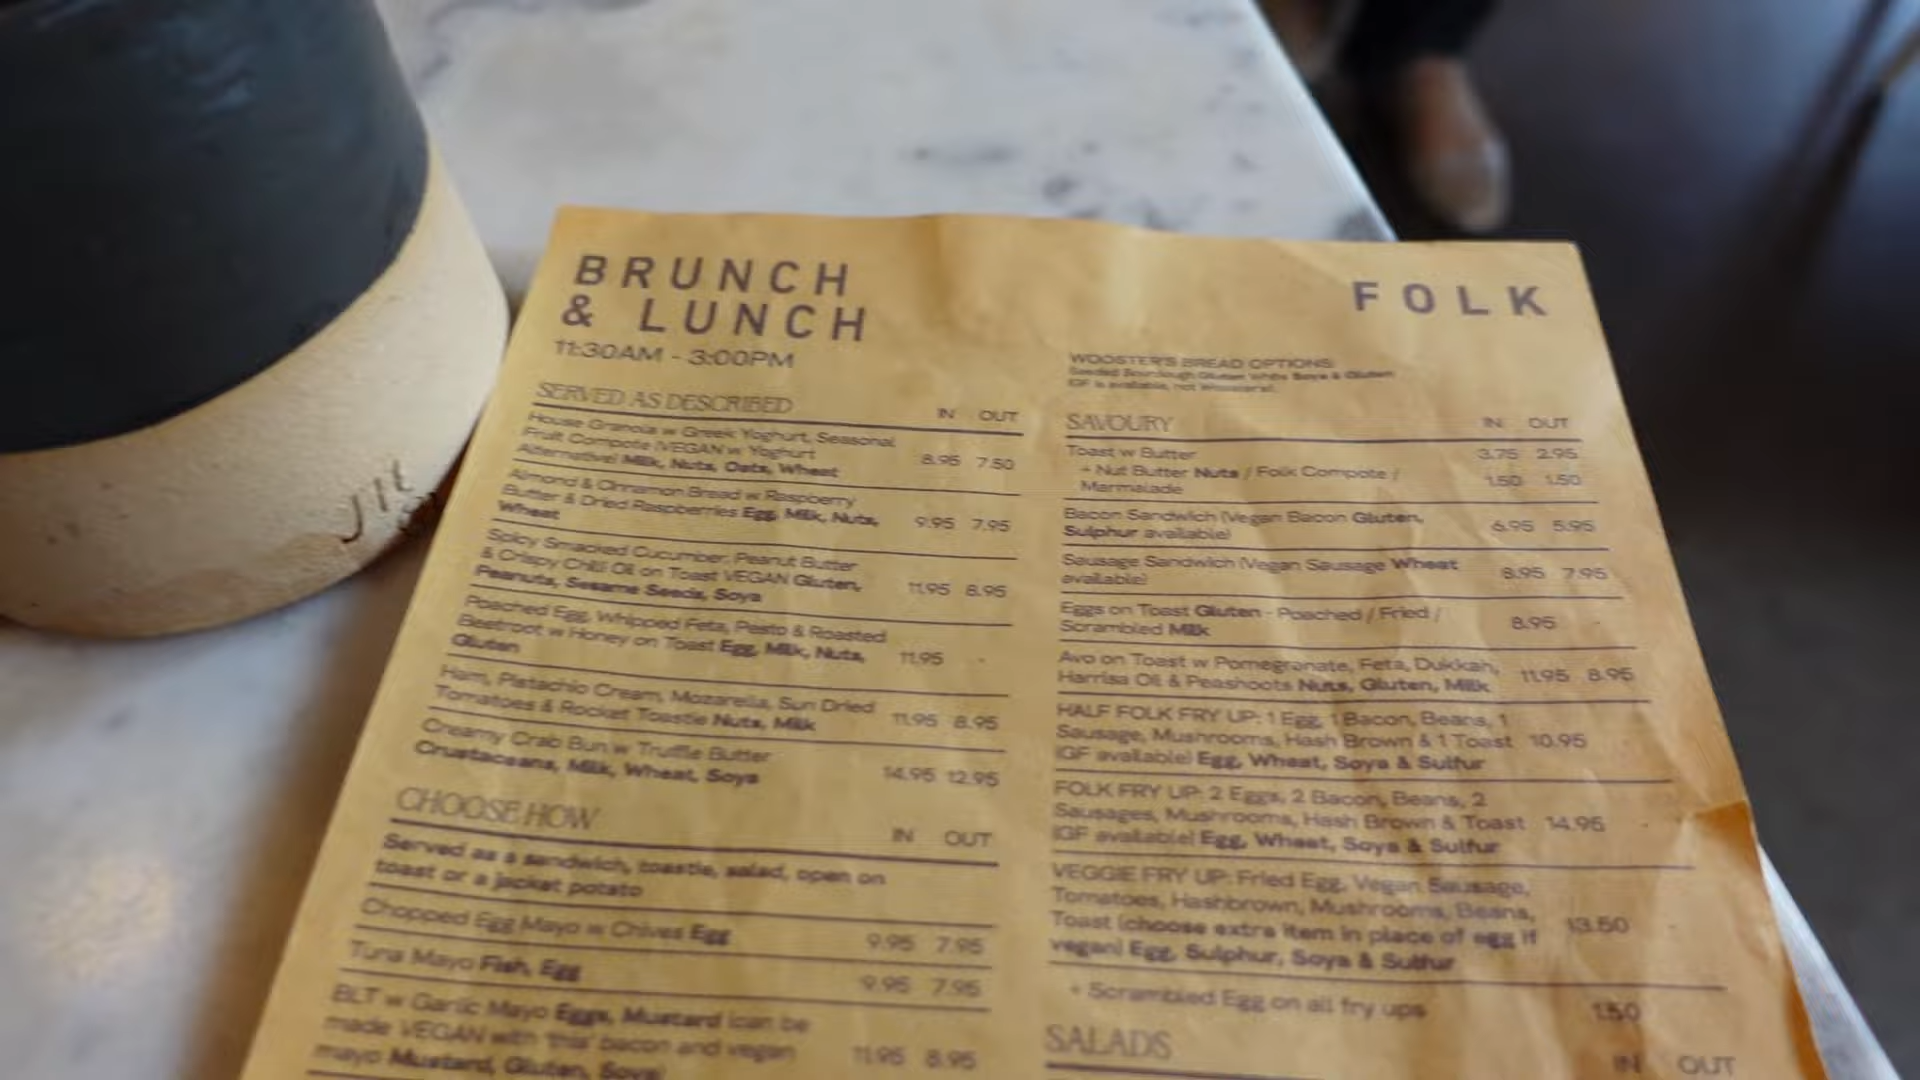 BRUNCH
& LUNCH
11:30AM - 3:00PM
SERVED AS DESCRIBED
IN OUT
House Granola w Greek Yoghurt, Seasonal
Fruit Compote (VEGAN w Yoghurt
Alternative) Milk, Nuts, Oats, Wheat 8.95 7.50
Almond & Cinnamon Bread w Raspberry
Butter & Dried Raspberries Egg, Milk, Nuts, 9.95 7.95
Wheat
Spicy Smacked Cucumber, Peanut Butter
& Crispy Chilli Oil on Toast VEGAN Gluten, 11.95 8.95
Peanuts, Sesame Seeds, Soya
Poached Egg, Whipped Feta, Pesto & Roasted
Beetroot w Honey on Toast Egg, Milk, Nuts, 11.95 -
Gluten
Ham, Pistachio Cream, Mozarella, Sun Dried
Tomatoes & Rocket Toastie Nuts, Milk 11.95 8.95
Creamy Crab Bun w Truffle Butter
Crustaceans, Milk, Wheat, Soya 14.95 12.95
CHOOSE HOW
IN OUT
Served as a sandwich, toastie, salad, open on
toast or a jacket potato
Chopped Egg Mayo w Chives Egg 9.95 7.95
Tuna Mayo Fish, Egg 9.95 7.95
BLT w Garlic Mayo Eggs, Mustard (can be
made VEGAN with 'this' bacon and vegan
mayo Mustard, Gluten, Soya) 11.95 8.95
FOLK
WOOSTER'S BREAD OPTIONS:
Seeded Sourdough Gluten White Soya & Gluten
(GF is available, not Woosters).
SAVOURY
IN OUT
Toast w Butter 3.75 2.95
+ Nut Butter Nuts / Folk Compote /
Marmalade 1.50 1.50
Bacon Sandwich (Vegan Bacon Gluten,
Sulphur available) 6.95 5.95
Sausage Sandwich (Vegan Sausage Wheat
available) 8.95 7.95
Eggs on Toast Gluten - Poached / Fried /
Scrambled Milk 8.95 -
Avo on Toast w Pomegranate, Feta, Dukkah,
Harrisa Oil & Peashoots Nuts, Gluten, Milk 11.95 8.95
HALF FOLK FRY UP: 1 Egg, 1 Bacon, Beans, 1
Sausage, Mushrooms, Hash Brown & 1 Toast 10.95
(GF available) Egg, Wheat, Soya & Sulfur
FOLK FRY UP: 2 Eggs, 2 Bacon, Beans, 2
Sausages, Mushrooms, Hash Brown & Toast 14.95 -
(GF available) Egg, Wheat, Soya & Sulfur
VEGGIE FRY UP: Fried Egg, Vegan Sausage,
Tomatoes, Hashbrown, Mushrooms, Beans,
Toast (choose extra item in place of egg if 13.50 -
vegan) Egg, Sulphur, Soya & Sulfur
+ Scrambled Egg on all fry ups 1.50
SALADS
IN OUT